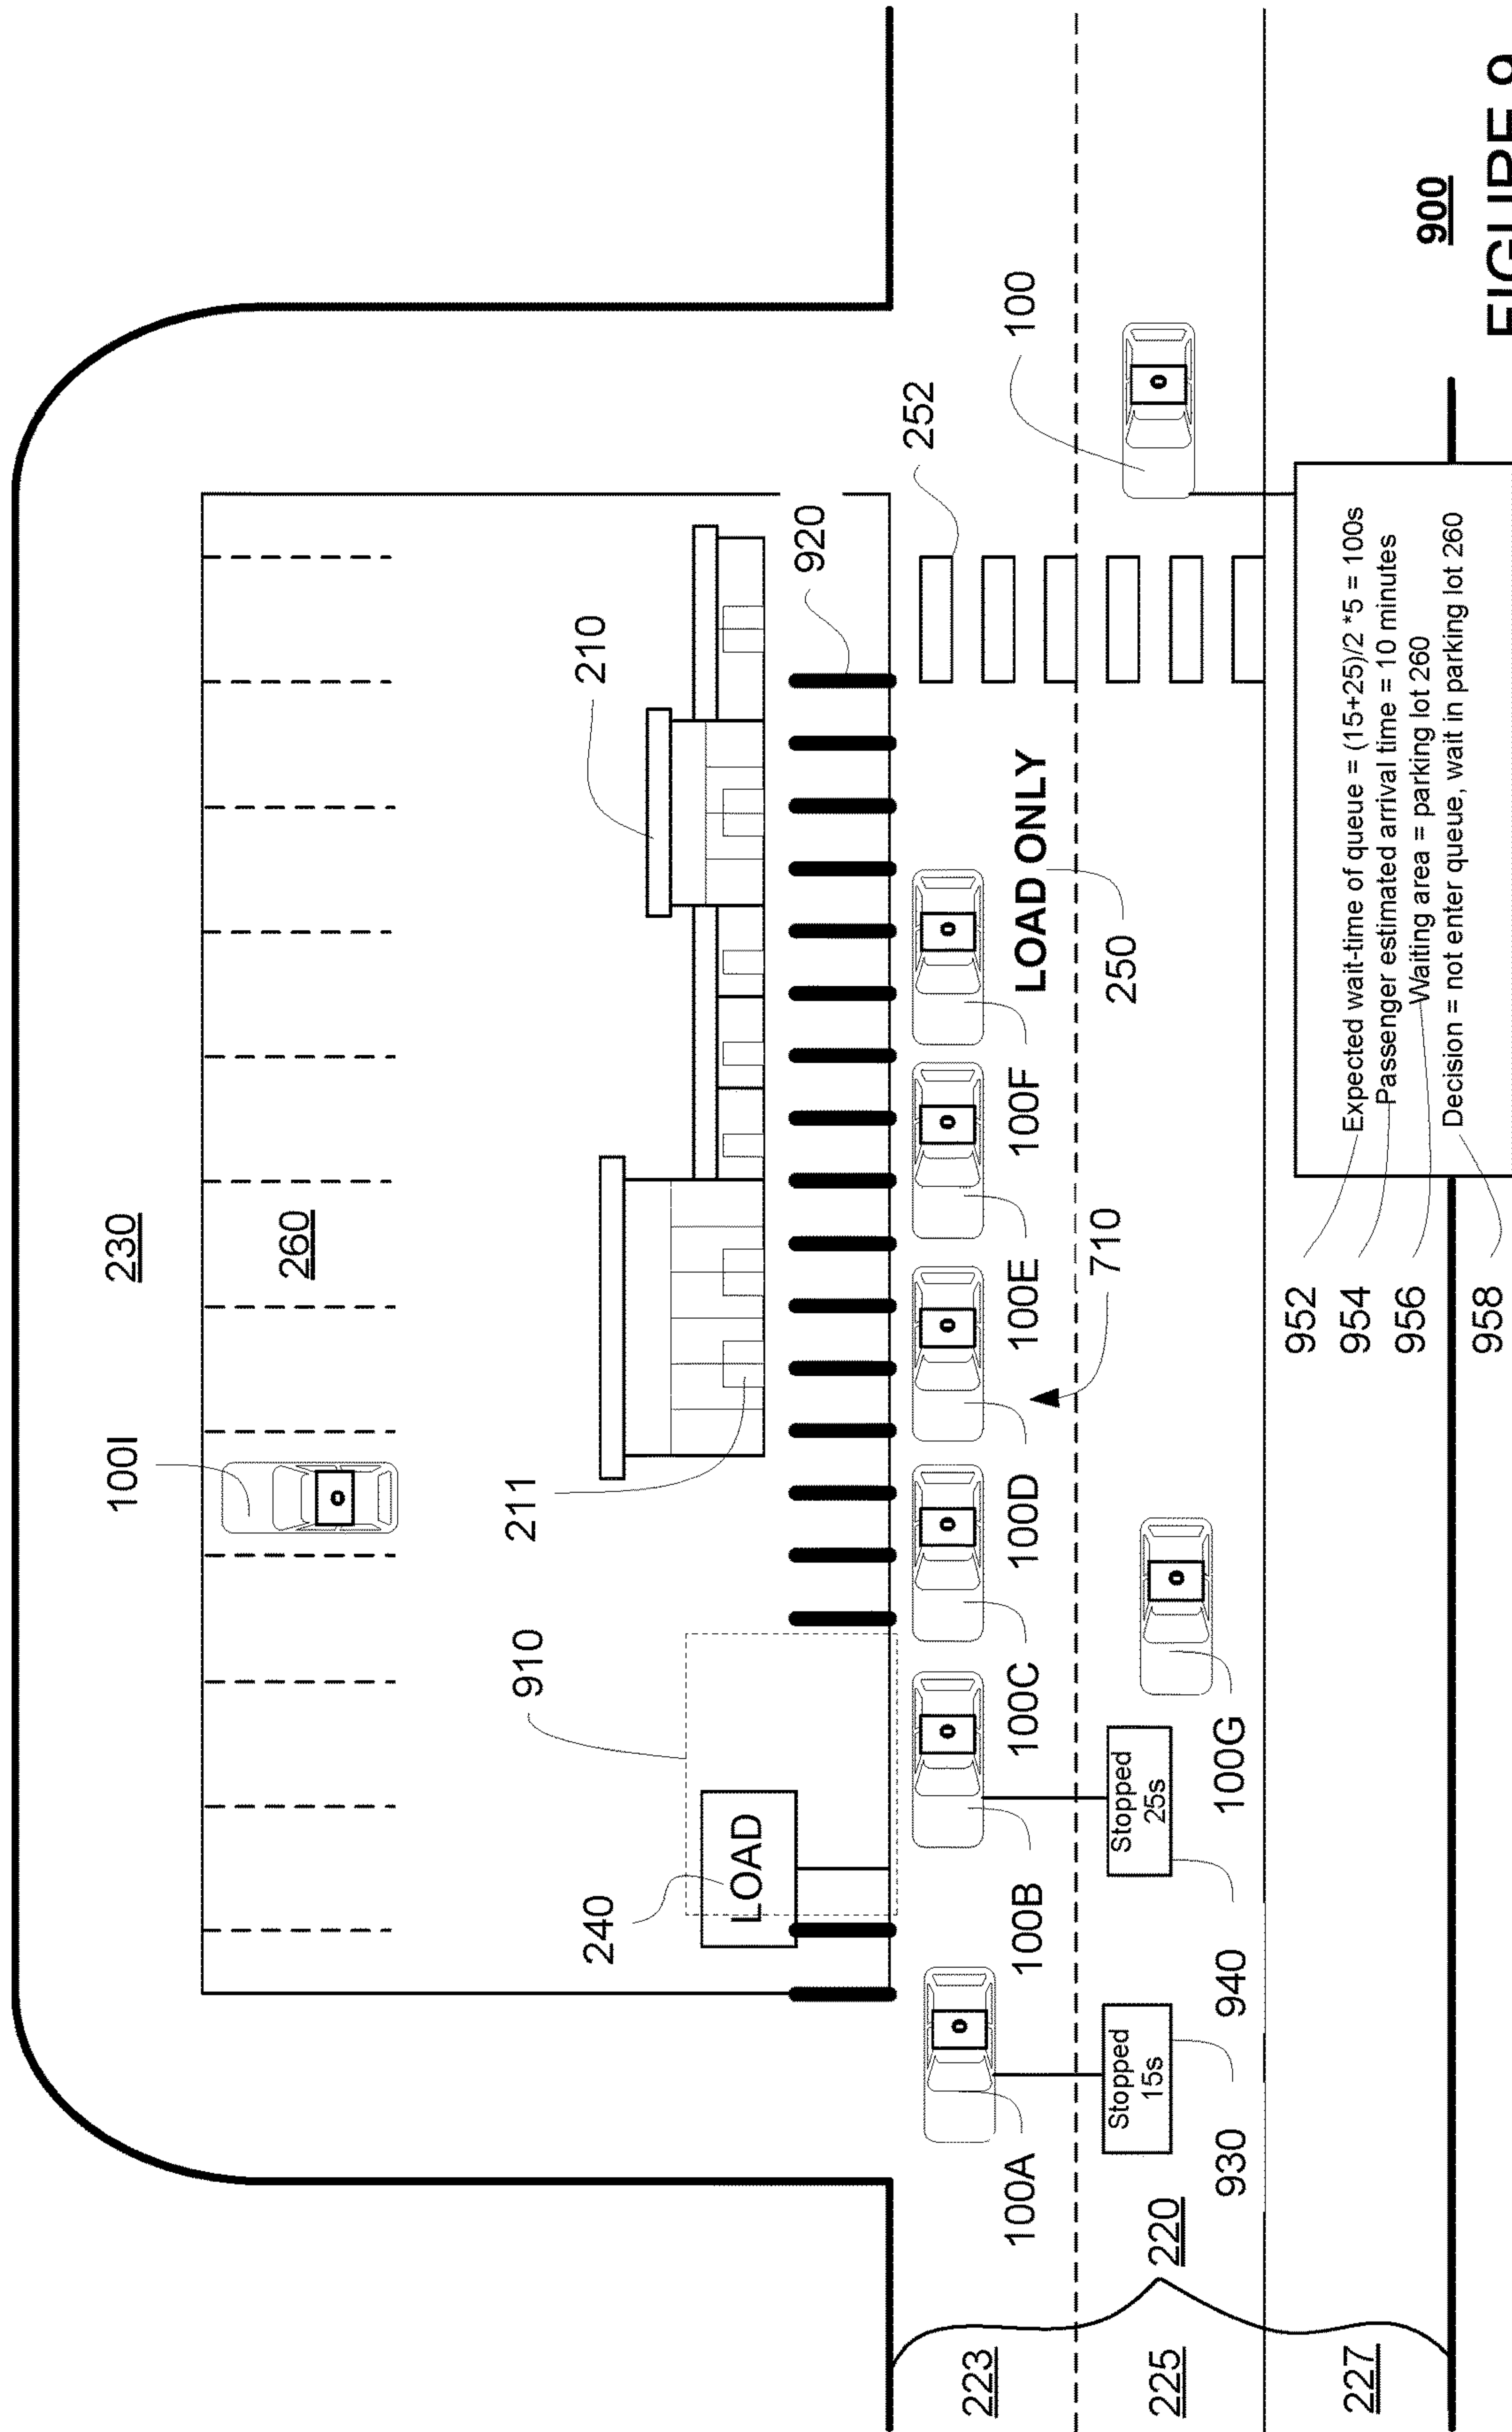 100I
230
260
211
910
240
210
LOAD
920
252
223
100A
100B
100C
100D
100E
100F
LOAD ONLY
100
710
250
Stopped
15s
Stopped
25s
225
220
930
940
100G
952
954
956
958
Expected wait-time of queue = (15+25)/2 *5 = 100s
Passenger estimated arrival time = 10 minutes
Waiting area = parking lot 260
Decision = not enter queue, wait in parking lot 260
227
900
FIGURE 9